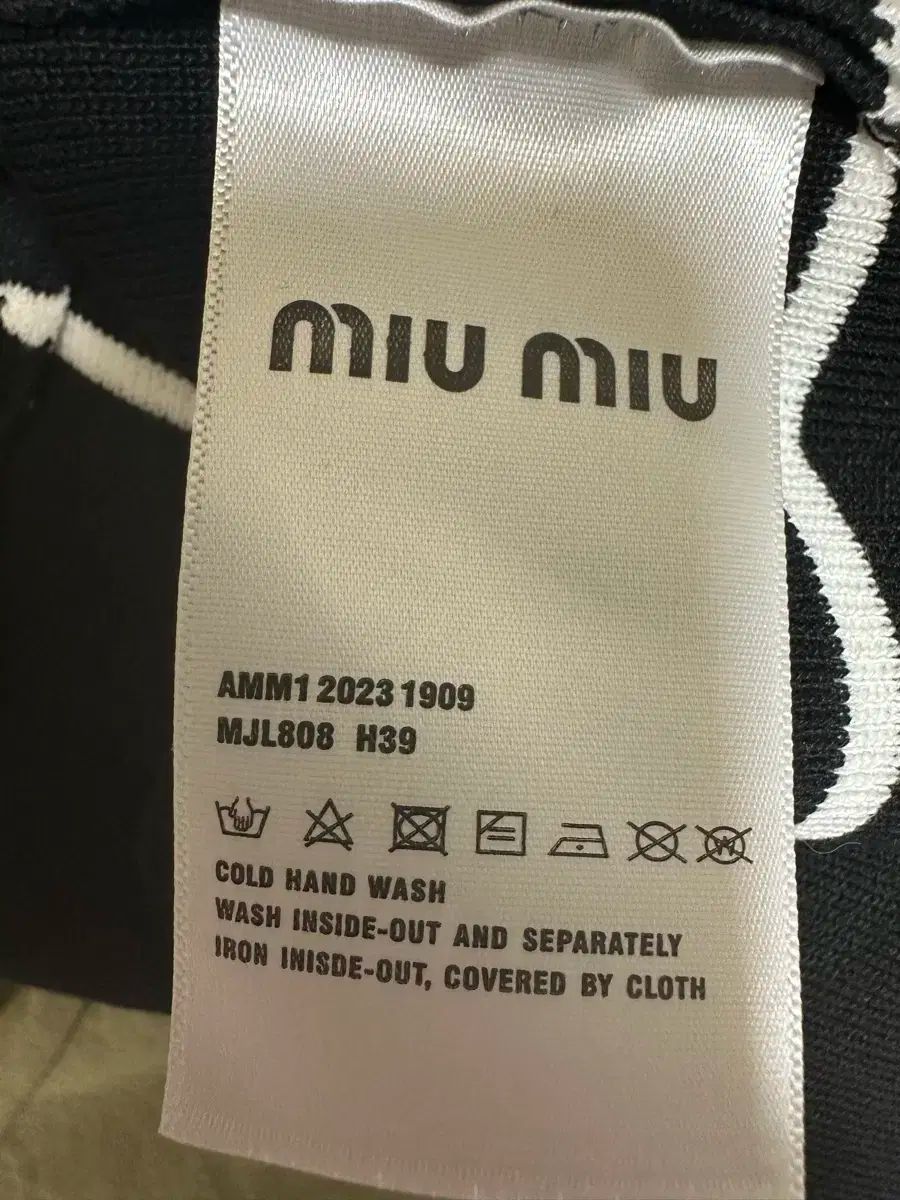 MIU MIU
AMM1 2023 1909
MJL808 H39
COLD HAND WASH
WASH INSIDE-OUT AND SEPARATELY
IRON INISDE-OUT, COVERED BY CLOTH